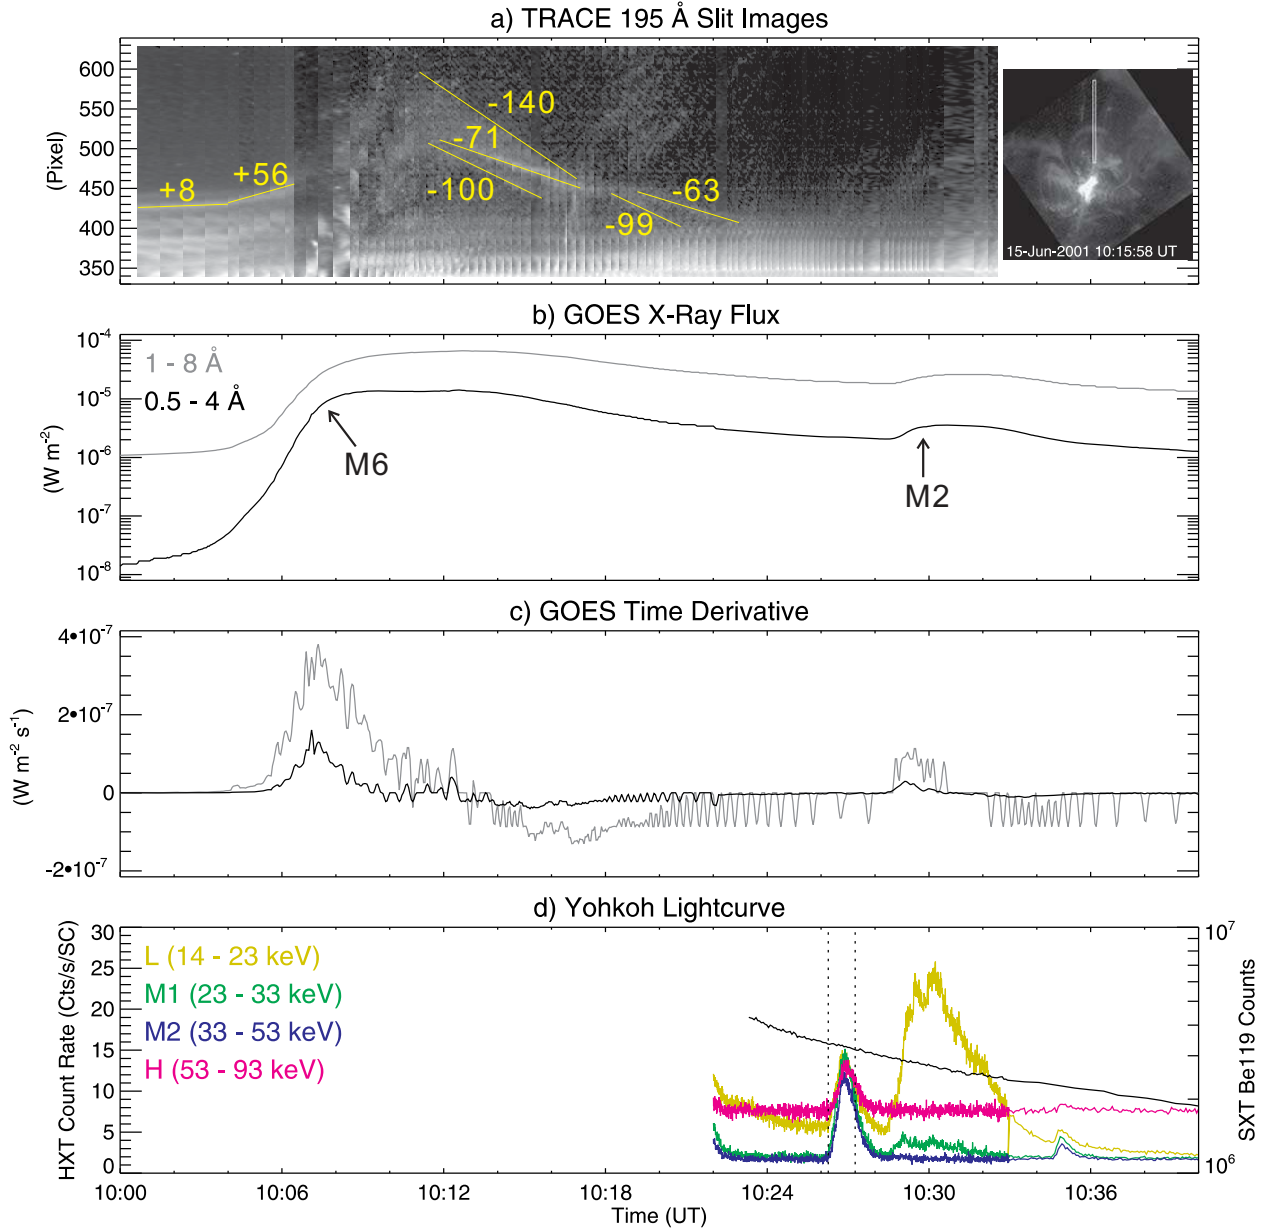 a) TRACE 195 Å Slit Images
(Pixel)
600
550
500
450
400
350
+8
+56
-140
-71
-100
-63
-99
15-Jun-2001 10:15:58 UT
b) GOES X-Ray Flux
(W m⁻²)
10⁻⁴
10⁻⁵
10⁻⁶
10⁻⁷
10⁻⁸
1 - 8 Å
0.5 - 4 Å
M6
M2
c) GOES Time Derivative
(W m⁻² s⁻¹)
4•10⁻⁷
2•10⁻⁷
0
-2•10⁻⁷
d) Yohkoh Lightcurve
HXT Count Rate (Cts/s/SC)
30
25
20
15
10
5
0
L (14 - 23 keV)
M1 (23 - 33 keV)
M2 (33 - 53 keV)
H (53 - 93 keV)
10⁷
10⁶
SXT Be119 Counts
10:00 10:06 10:12 10:18 10:24 10:30 10:36
Time (UT)